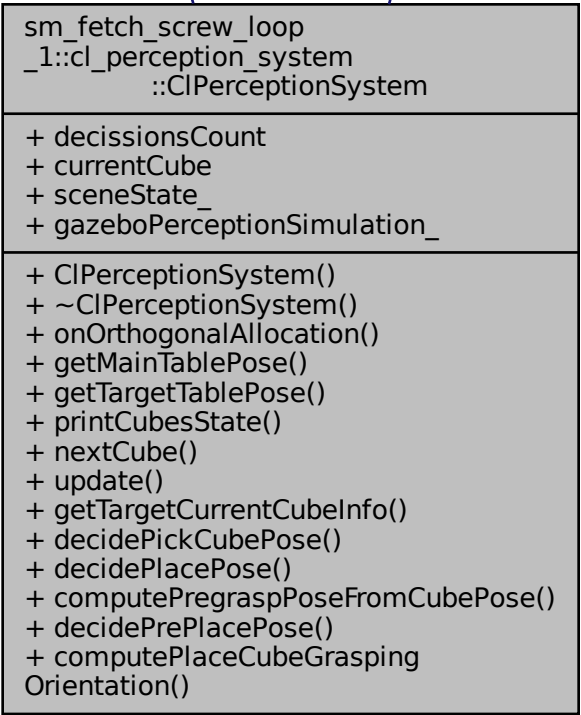 sm_fetch_screw_loop
_1::cl_perception_system
::ClPerceptionSystem
+ decissionsCount
+ currentCube
+ sceneState_
+ gazeboPerceptionSimulation_
+ ClPerceptionSystem()
+ ~ClPerceptionSystem()
+ onOrthogonalAllocation()
+ getMainTablePose()
+ getTargetTablePose()
+ printCubesState()
+ nextCube()
+ update()
+ getTargetCurrentCubeInfo()
+ decidePickCubePose()
+ decidePlacePose()
+ computePregraspPoseFromCubePose()
+ decidePrePlacePose()
+ computePlaceCubeGrasping
Orientation()